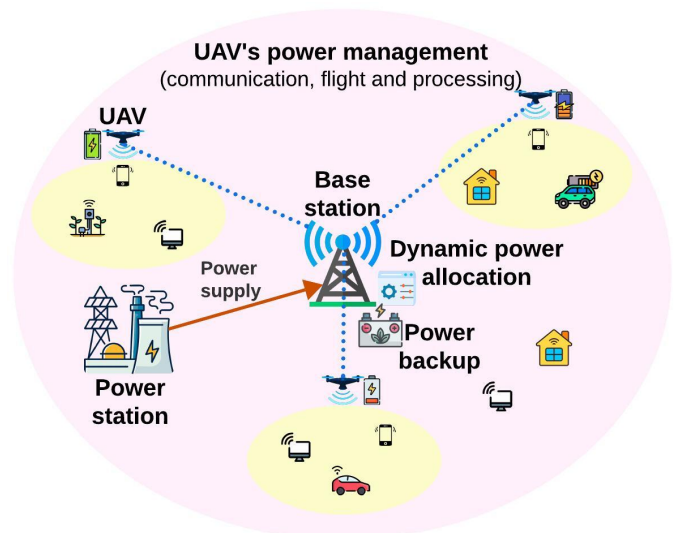 UAV's power management
(communication, flight and processing)
UAV
Base
station
Dynamic power
allocation
Power
supply
Power
backup
Power
station